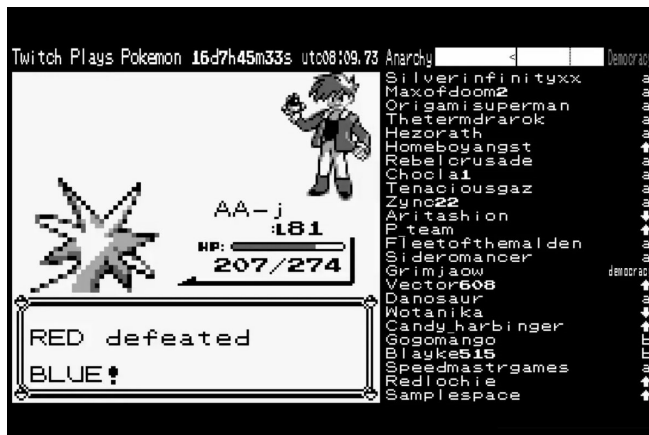 Twitch Plays Pokemon 16d7h45m33s utc08:09.73 Anarchy Democrac
Silverinfinityxx a
Maxofdoom2 a
Origamisuperman a
Thetermdrarok a
Hezorath a
Homeboyangst ⬆
Rebelcrusade a
Chocla1 a
Tenaciousgaz a
Zync22 a
Aritashion ⬇
P_team ⬆
Fleetofthemalden a
Sideromancer a
Grimjaow democrac
Vector608 ⬆
Danosaur a
Wotanika ⬇
Candy_harbinger ⬆
Gogomango b
Blayke515 b
Speedmastrgames a
Redlochie ⬆
Samplespace ⬆
AA-j
:L81
HP:
207/274
RED defeated
BLUE!